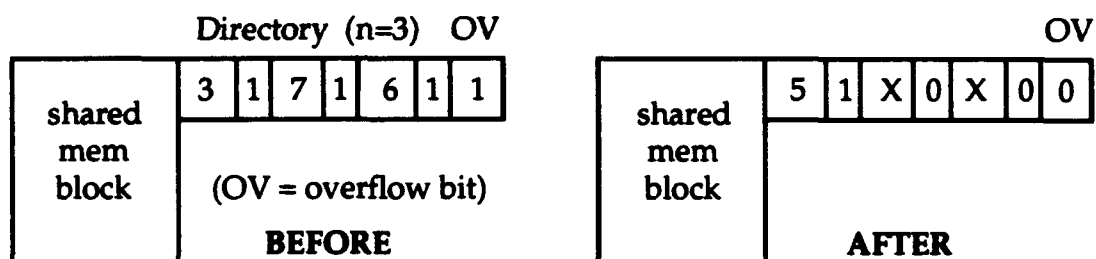 Directory (n=3) OV
3 1 7 1 6 1 1
shared
mem
block
(OV = overflow bit)
BEFORE
OV
5 1 X 0 X 0 0
shared
mem
block
AFTER